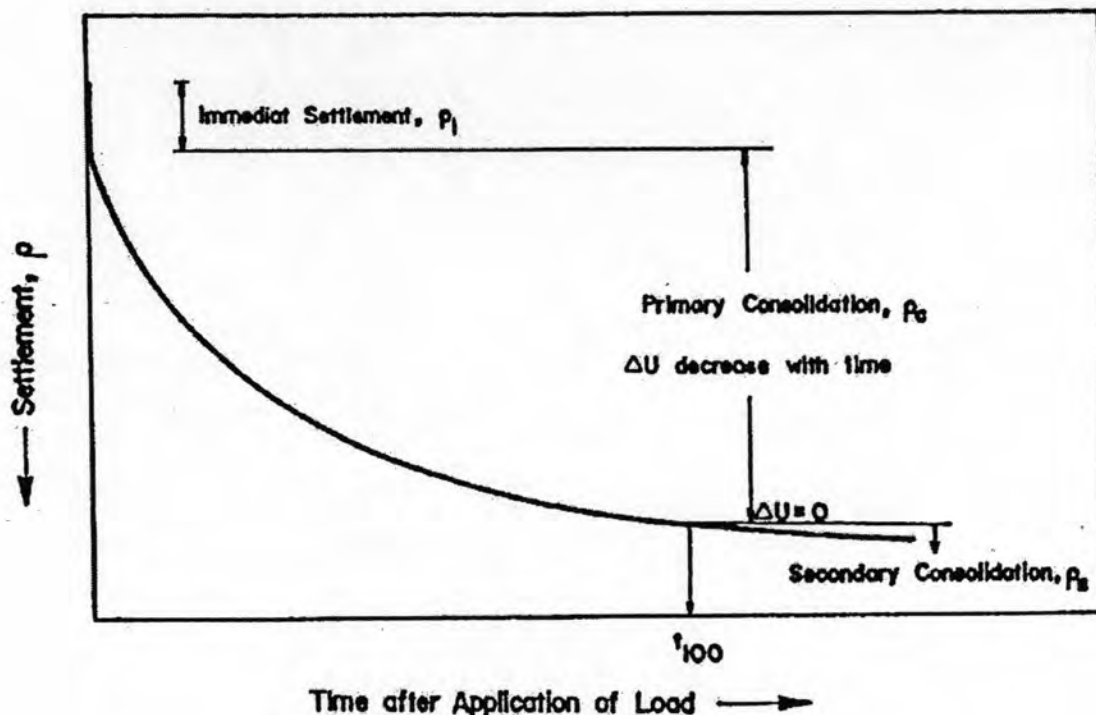 Immediat Settlement, ρi
Primary Consolidation, ρc
ΔU decrease with time
ΔU = 0
Secondary Consolidation, ρs
t100
Time after Application of Load
Settlement, ρ